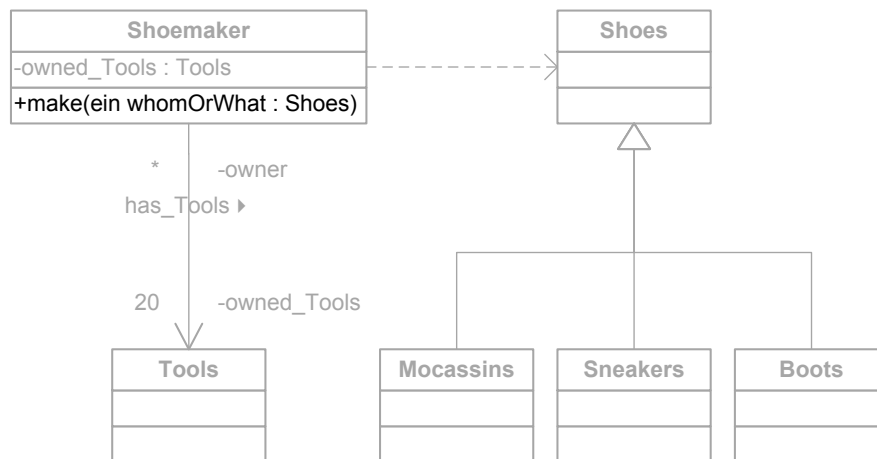 Shoemaker
-owned_Tools : Tools
+make(ein whomOrWhat : Shoes)
Shoes
* -owner
has_Tools
20 -owned_Tools
Tools
Mocassins
Sneakers
Boots